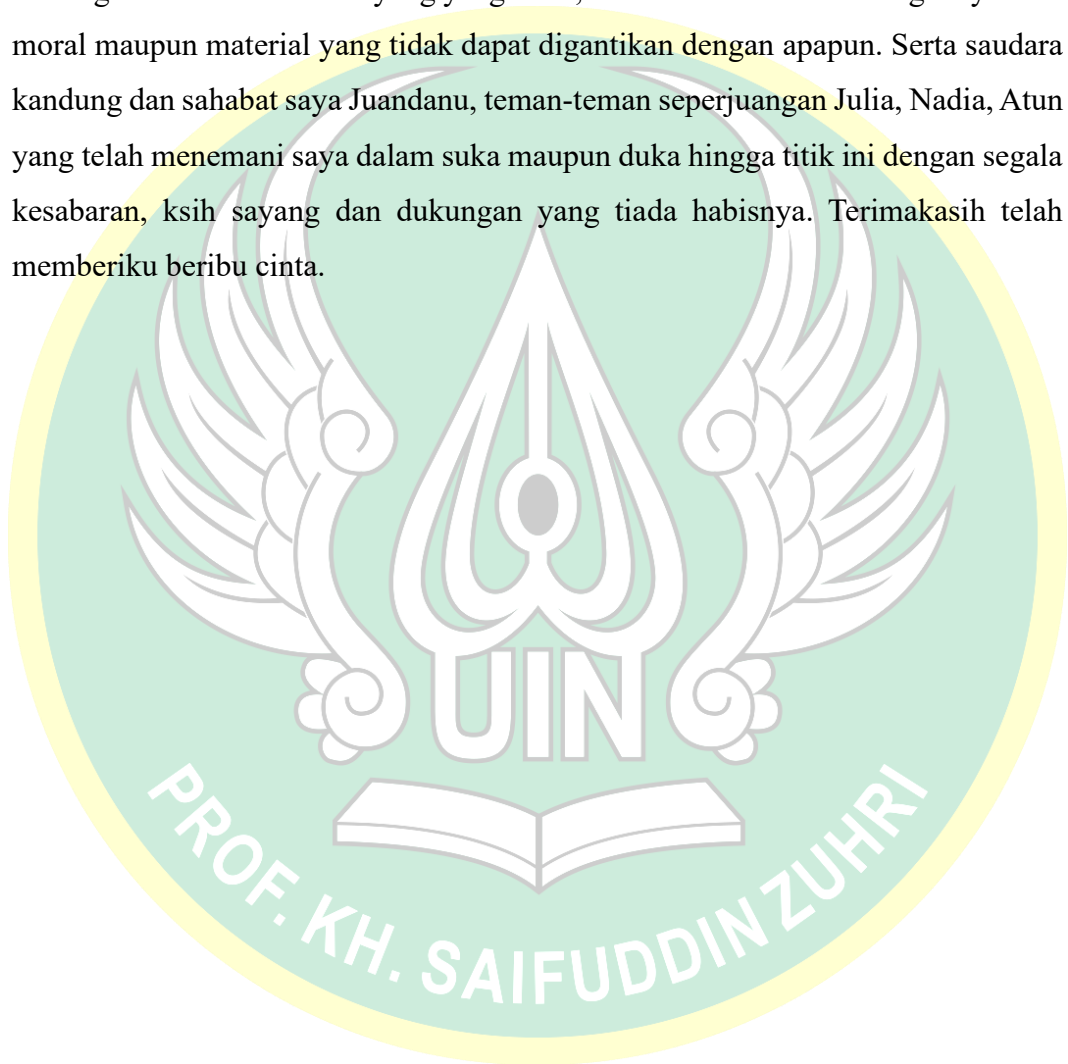 moral maupun material yang tidak dapat digantikan dengan apapun. Serta saudara
kandung dan sahabat saya Juandanu, teman-teman seperjuangan Julia, Nadia, Atun
yang telah menemani saya dalam suka maupun duka hingga titik ini dengan segala
kesabaran, ksih sayang dan dukungan yang tiada habisnya. Terimakasih telah
memberiku beribu cinta.
UIN
PROF. KH. SAIFUDDIN ZUHRI